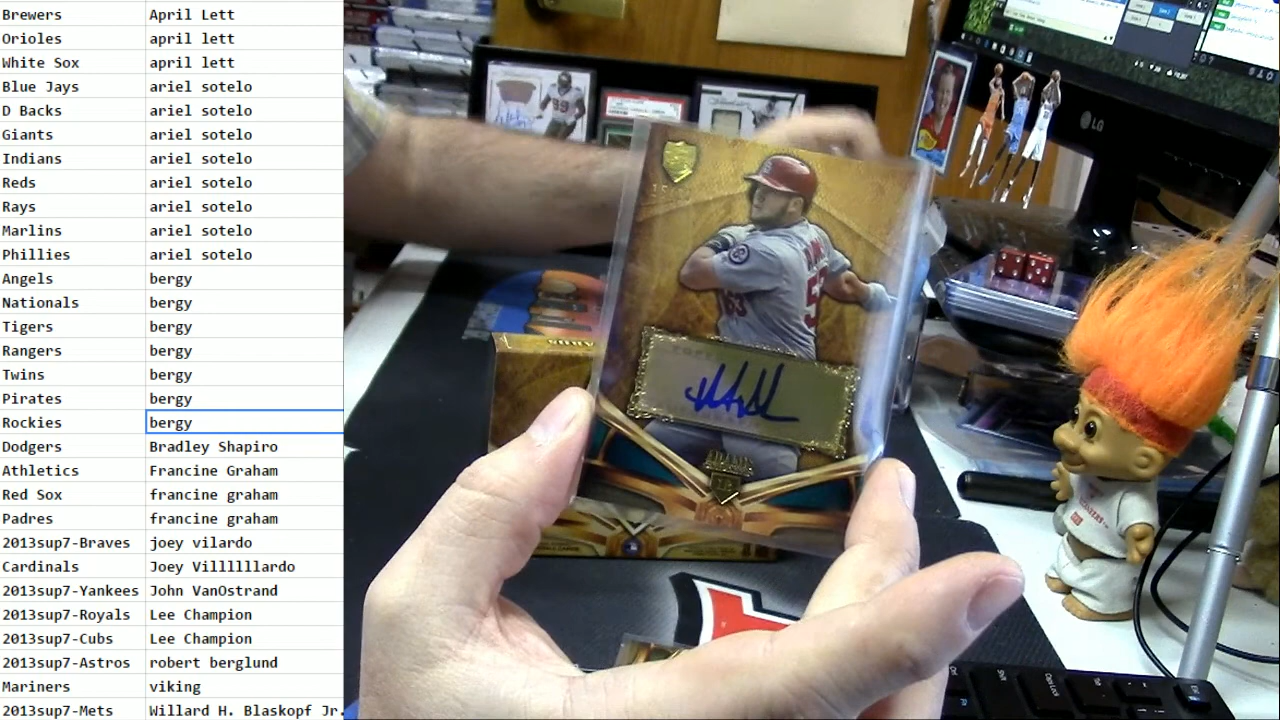 Brewers April Lett
Orioles april lett
White Sox april lett
Blue Jays ariel sotelo
D Backs ariel sotelo
Giants ariel sotelo
Indians ariel sotelo
Reds ariel sotelo
Rays ariel sotelo
Marlins ariel sotelo
Phillies ariel sotelo
Angels bergy
Nationals bergy
Tigers bergy
Rangers bergy
Twins bergy
Pirates bergy
Rockies bergy
Dodgers Bradley Shapiro
Athletics Francine Graham
Red Sox francine graham
Padres francine graham
2013sup7-Braves joey vilardo
Cardinals Joey Villlllllardo
2013sup7-Yankees John VanOstrand
2013sup7-Royals Lee Champion
2013sup7-Cubs Lee Champion
2013sup7-Astros robert berglund
Mariners viking
2013sup7-Mets Willard H. Blaskopf Jr.
LG
99
53